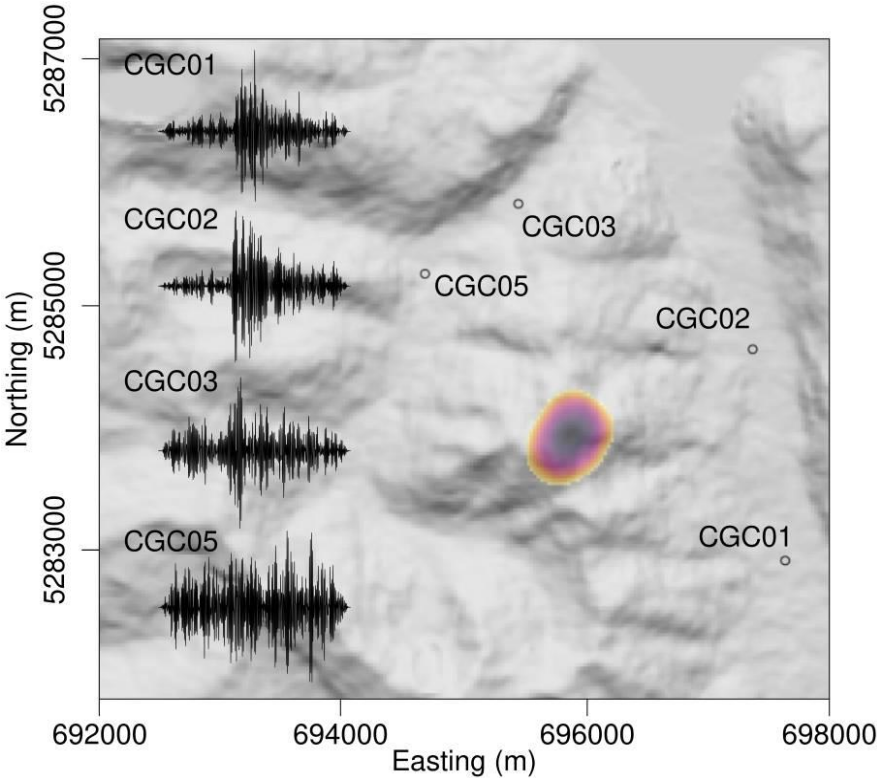 5287000
5285000
5283000
Northing (m)
CGC01
CGC02
CGC03
CGC05
CGC03
CGC05
CGC02
CGC01
692000
694000
696000
698000
Easting (m)